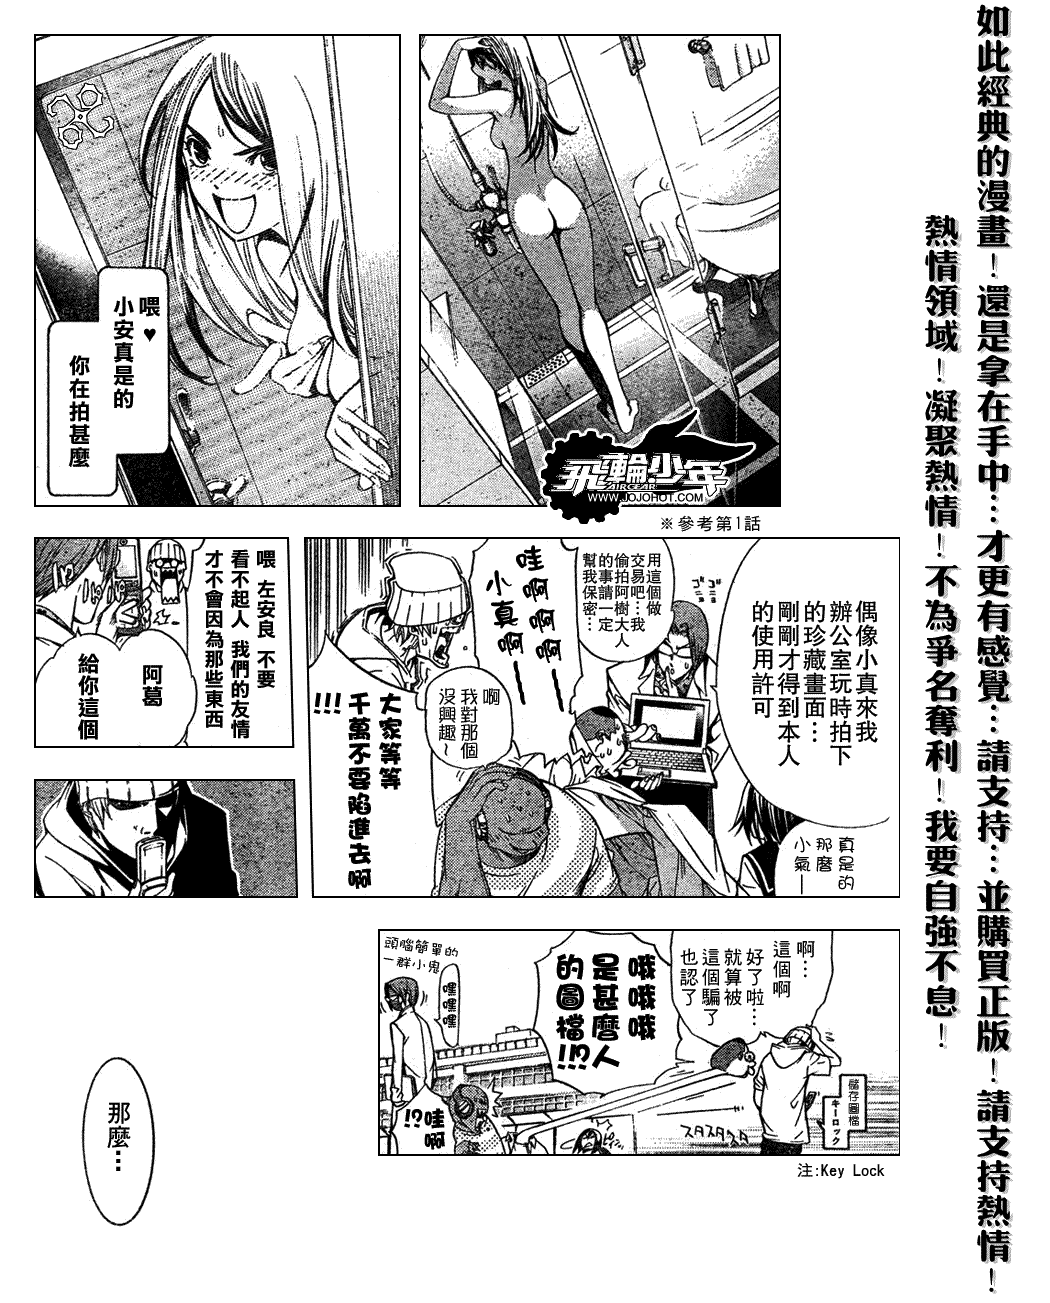 如此經典的漫畫！還是拿在手中…才更有感覺…請支持…並購買正版！請支持熱情！
熱情領域！凝聚熱情！不為爭名奪利！我要自強不息！
飛輪少年
AIRGEAR
WWW.JOJOHOT.COM
※參考第1話
喂♥
小安真是的
你在拍甚麼
偶像小真來我
辦公室玩時拍下
的珍藏畫面…
剛剛才得到本人
的使用許可
真是的
那麼
小氣—
用這個做
交易吧…我
偷拍阿樹大人
的事請一定
幫我保密…
哇啊啊啊
小真啊—
啊
我對那個
沒興趣~
大家等等
千萬不要陷進去啊
!!!
喂 左安良 不要
看不起人 我們的友情
才不會因為那些東西
阿葛
給你這個
啊…
這個啊
好了啦…
就算被
這個騙了
也認了
儲存圖檔
キーロック
スタスタスタ
哦哦哦
是甚麼人
的圖檔!!!?
頭腦簡單的
一群小鬼
嘿嘿嘿
哇啊
!?
注:Key Lock
那麼…